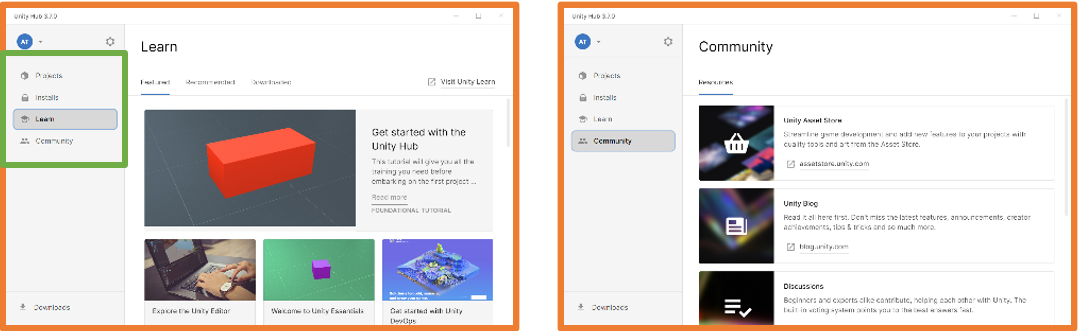 Unity Hub 3.7.0
AT
Projects
Installs
Learn
Community
Downloads
Learn
Featured Recommended Downloaded Visit Unity Learn
Get started with the
Unity Hub
This tutorial will give you all the
training you need before
embarking on the first project ...
Read more
FOUNDATIONAL TUTORIAL
Explore the Unity Editor
Welcome to Unity Essentials
Get started with Unity
DevOps
Unity Hub 3.7.0
AT
Projects
Installs
Learn
Community
Downloads
Community
Resources
Unity Asset Store
Streamline game development and add new features to your projects with
quality tools and art from the Asset Store.
assetstore.unity.com
Unity Blog
Read it all here first. Don't miss the latest features, announcements, creator
achievements, tips & tricks and so much more.
blog.unity.com
Discussions
Beginners and experts alike contribute, helping each other with Unity. The
built-in voting system points you to the best answers fast.